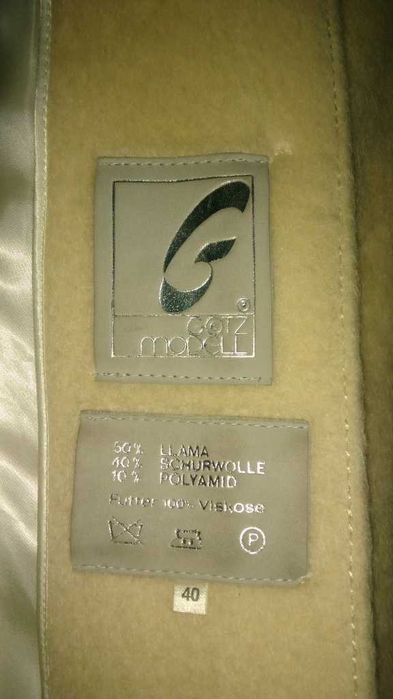 ®
GÖTZ
MODELL
50% LLAMA
40% SCHURWOLLE
10% POLYAMID
Futter 100% Viskose
P
40